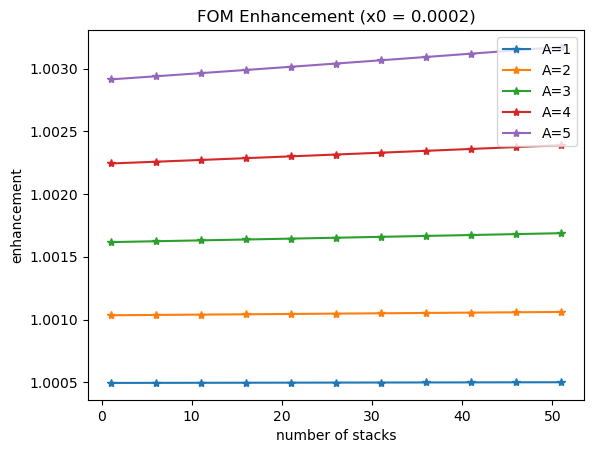 FOM Enhancement (x0 = 0.0002)
A=1
A=2
A=3
A=4
A=5
enhancement
1.0030
1.0025
1.0020
1.0015
1.0010
1.0005
0 10 20 30 40 50
number of stacks